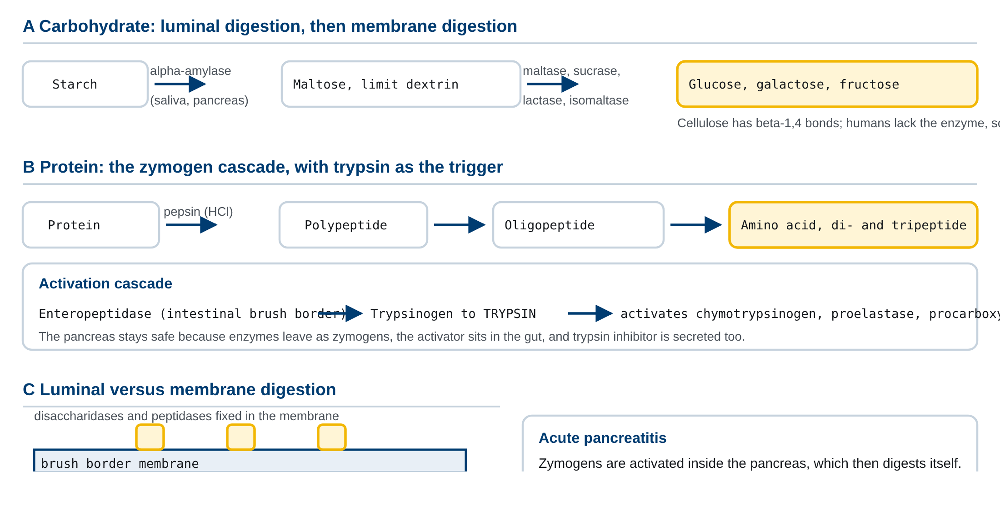 A Carbohydrate: luminal digestion, then membrane digestion
alpha-amylase
maltase, sucrase,
Starch
Maltose, limit dextrin
Glucose, galactose, fructose
(saliva, pancreas)
lactase, isomaltase
Cellulose has beta-1,4 bonds; humans lack the enzyme,
B Protein: the zymogen cascade, with trypsin as the trigger
pepsin (HCl)
Protein
Polypeptide
Oligopeptide
Amino acid, di- and tripeptide
Activation cascade
Enteropeptidase (intestinal brush border)
Trypsinogen to TRYPSIN
activates chymotrypsinogen, proelastase,
The pancreas stays safe because enzymes leave as zymogens, the activator sits in the gut, and trypsin inhibitor is secreted too.
C Luminal versus membrane digestion
disaccharidases and peptidases fixed in the membrane
brush border membrane
Acute pancreatitis
Zymogens are activated inside the pancreas, which then digests itself.